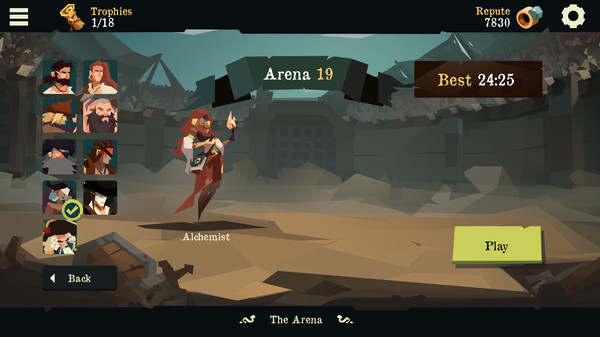 Trophies
1/18
Repute
7830
Arena 19
Best 24:25
Alchemist
Play
Back
The Arena